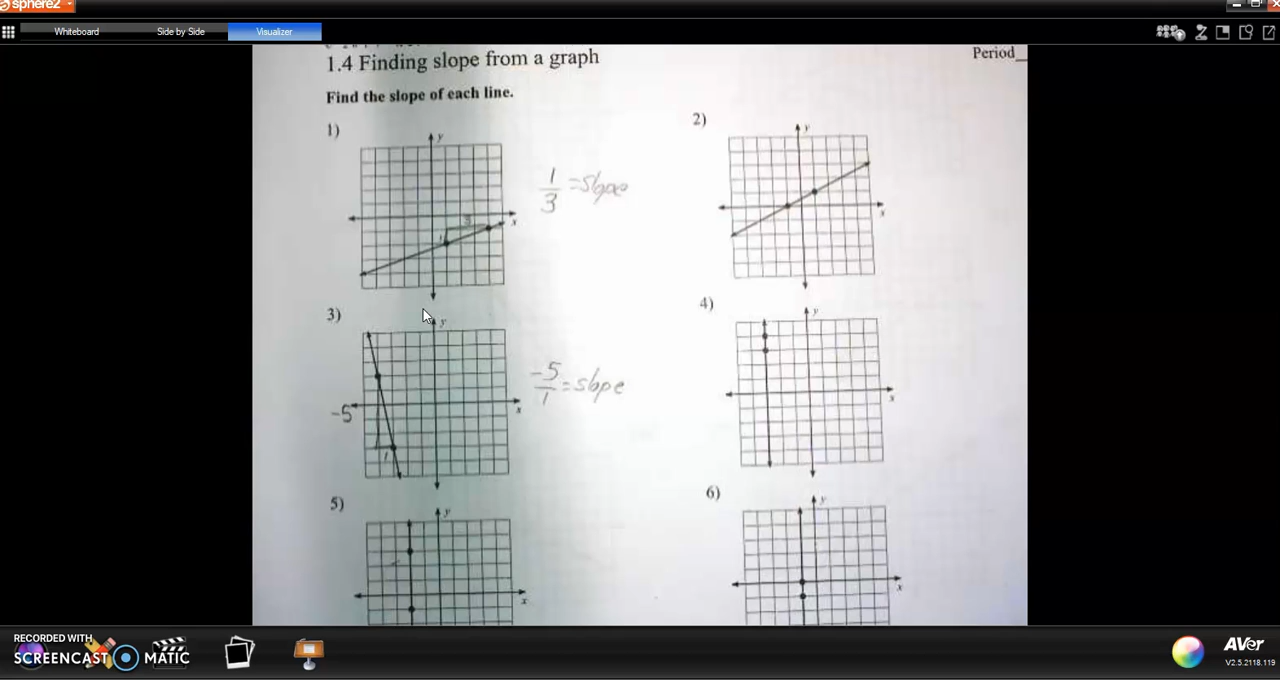 sphere2
Whiteboard
Side by Side
Visualizer
1.4 Finding slope from a graph
Period_
Find the slope of each line.
1)
y
x
3
1
1/3 = slope
2)
y
x
3)
y
x
-5
1
-5/1 = slope
4)
y
x
5)
y
x
6)
y
x
RECORDED WITH
SCREENCAST MATIC
AVer
V2.5.2118.119